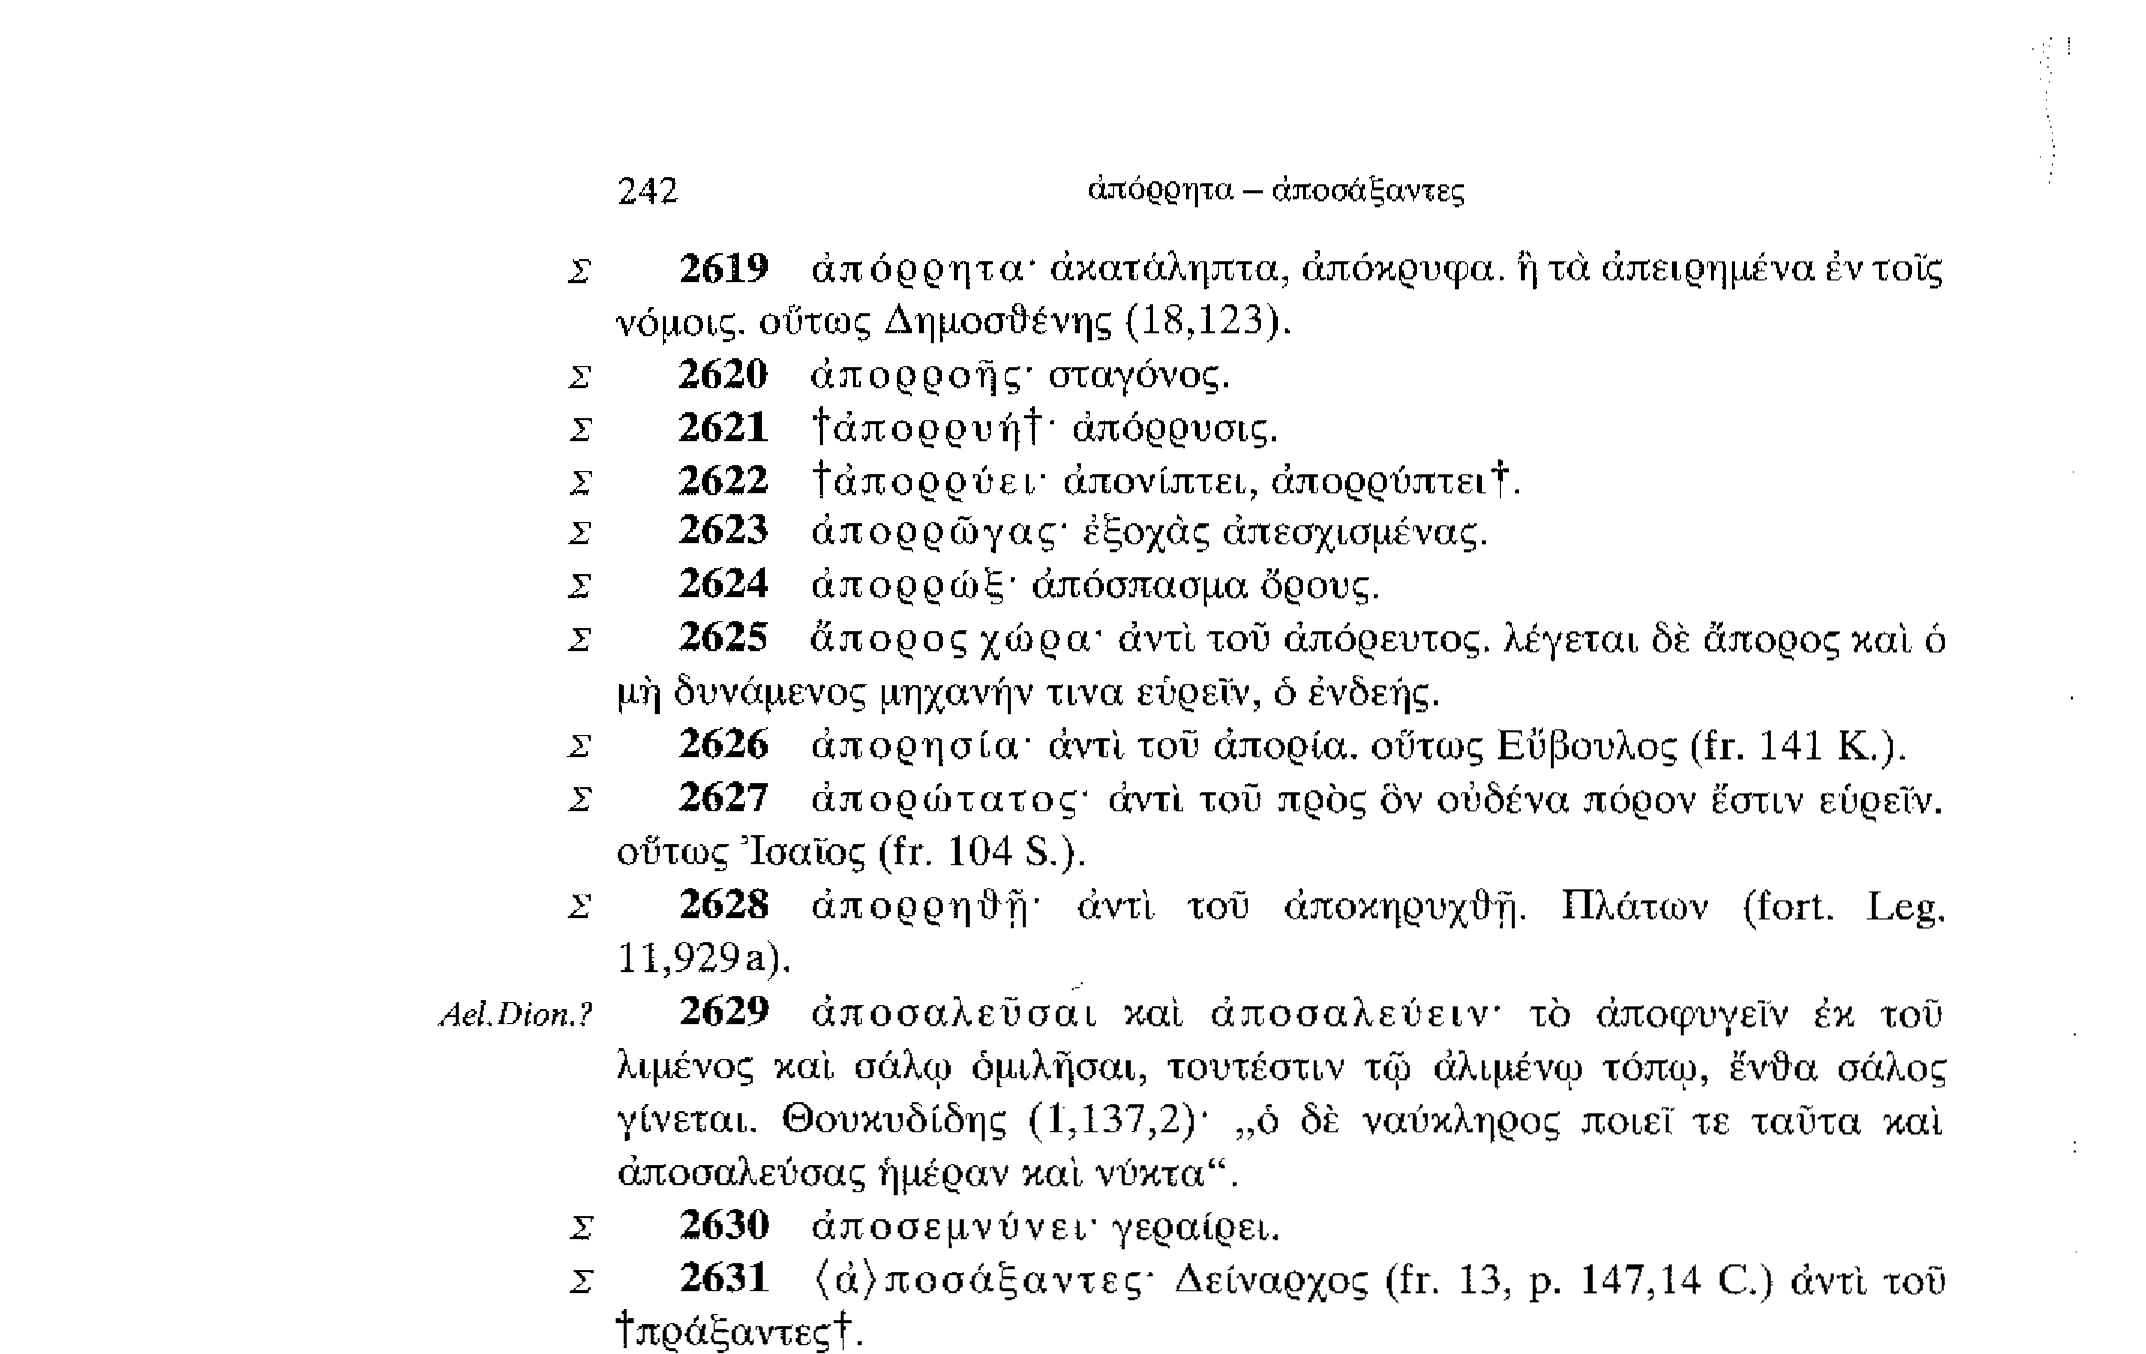 242 ἀπόρρητα – ἀποσάξαντες
Σ 2619 ἀπόρρητα· ἀκατάληπτα, ἀπόκρυφα. ἢ τὰ ἀπειρημένα ἐν τοῖς
νόμοις. οὕτως Δημοσθένης (18,123).
Σ 2620 ἀπορροῆς· σταγόνος.
Σ 2621 †ἀπορρυή†· ἀπόρρυσις.
Σ 2622 †ἀπορρύει· ἀπονίπτει, ἀπορρύπτει†.
Σ 2623 ἀπορρῶγας· ἐξοχὰς ἀπεσχισμένας.
Σ 2624 ἀπορρώξ· ἀπόσπασμα ὄρους.
Σ 2625 ἄπορος χώρα· ἀντὶ τοῦ ἀπόρευτος. λέγεται δὲ ἄπορος καὶ ὁ
μὴ δυνάμενος μηχανήν τινα εὑρεῖν, ὁ ἐνδεής.
Σ 2626 ἀπορησία· ἀντὶ τοῦ ἀπορία. οὕτως Εὔβουλος (fr. 141 K.).
Σ 2627 ἀπορώτατος· ἀντὶ τοῦ πρὸς ὃν οὐδένα πόρον ἔστιν εὑρεῖν.
οὕτως Ἰσαῖος (fr. 104 S.).
Σ 2628 ἀπορρηθῇ· ἀντὶ τοῦ ἀποκηρυχθῇ. Πλάτων (fort. Leg.
11,929a).
Ael.Dion.? 2629 ἀποσαλεῦσαι καὶ ἀποσαλεύειν· τὸ ἀποφυγεῖν ἐκ τοῦ
λιμένος καὶ σάλῳ ὁμιλῆσαι, τουτέστιν τῷ ἀλιμένῳ τόπῳ, ἔνθα σάλος
γίνεται. Θουκυδίδης (1,137,2)· „ὁ δὲ ναύκληρος ποιεῖ τε ταῦτα καὶ
ἀποσαλεύσας ἡμέραν καὶ νύκτα“.
Σ 2630 ἀποσεμνύνει· γεραίρει.
Σ 2631 ⟨ἀ⟩ποσάξαντες· Δείναρχος (fr. 13, p. 147,14 C.) ἀντὶ τοῦ
†πράξαντες†.